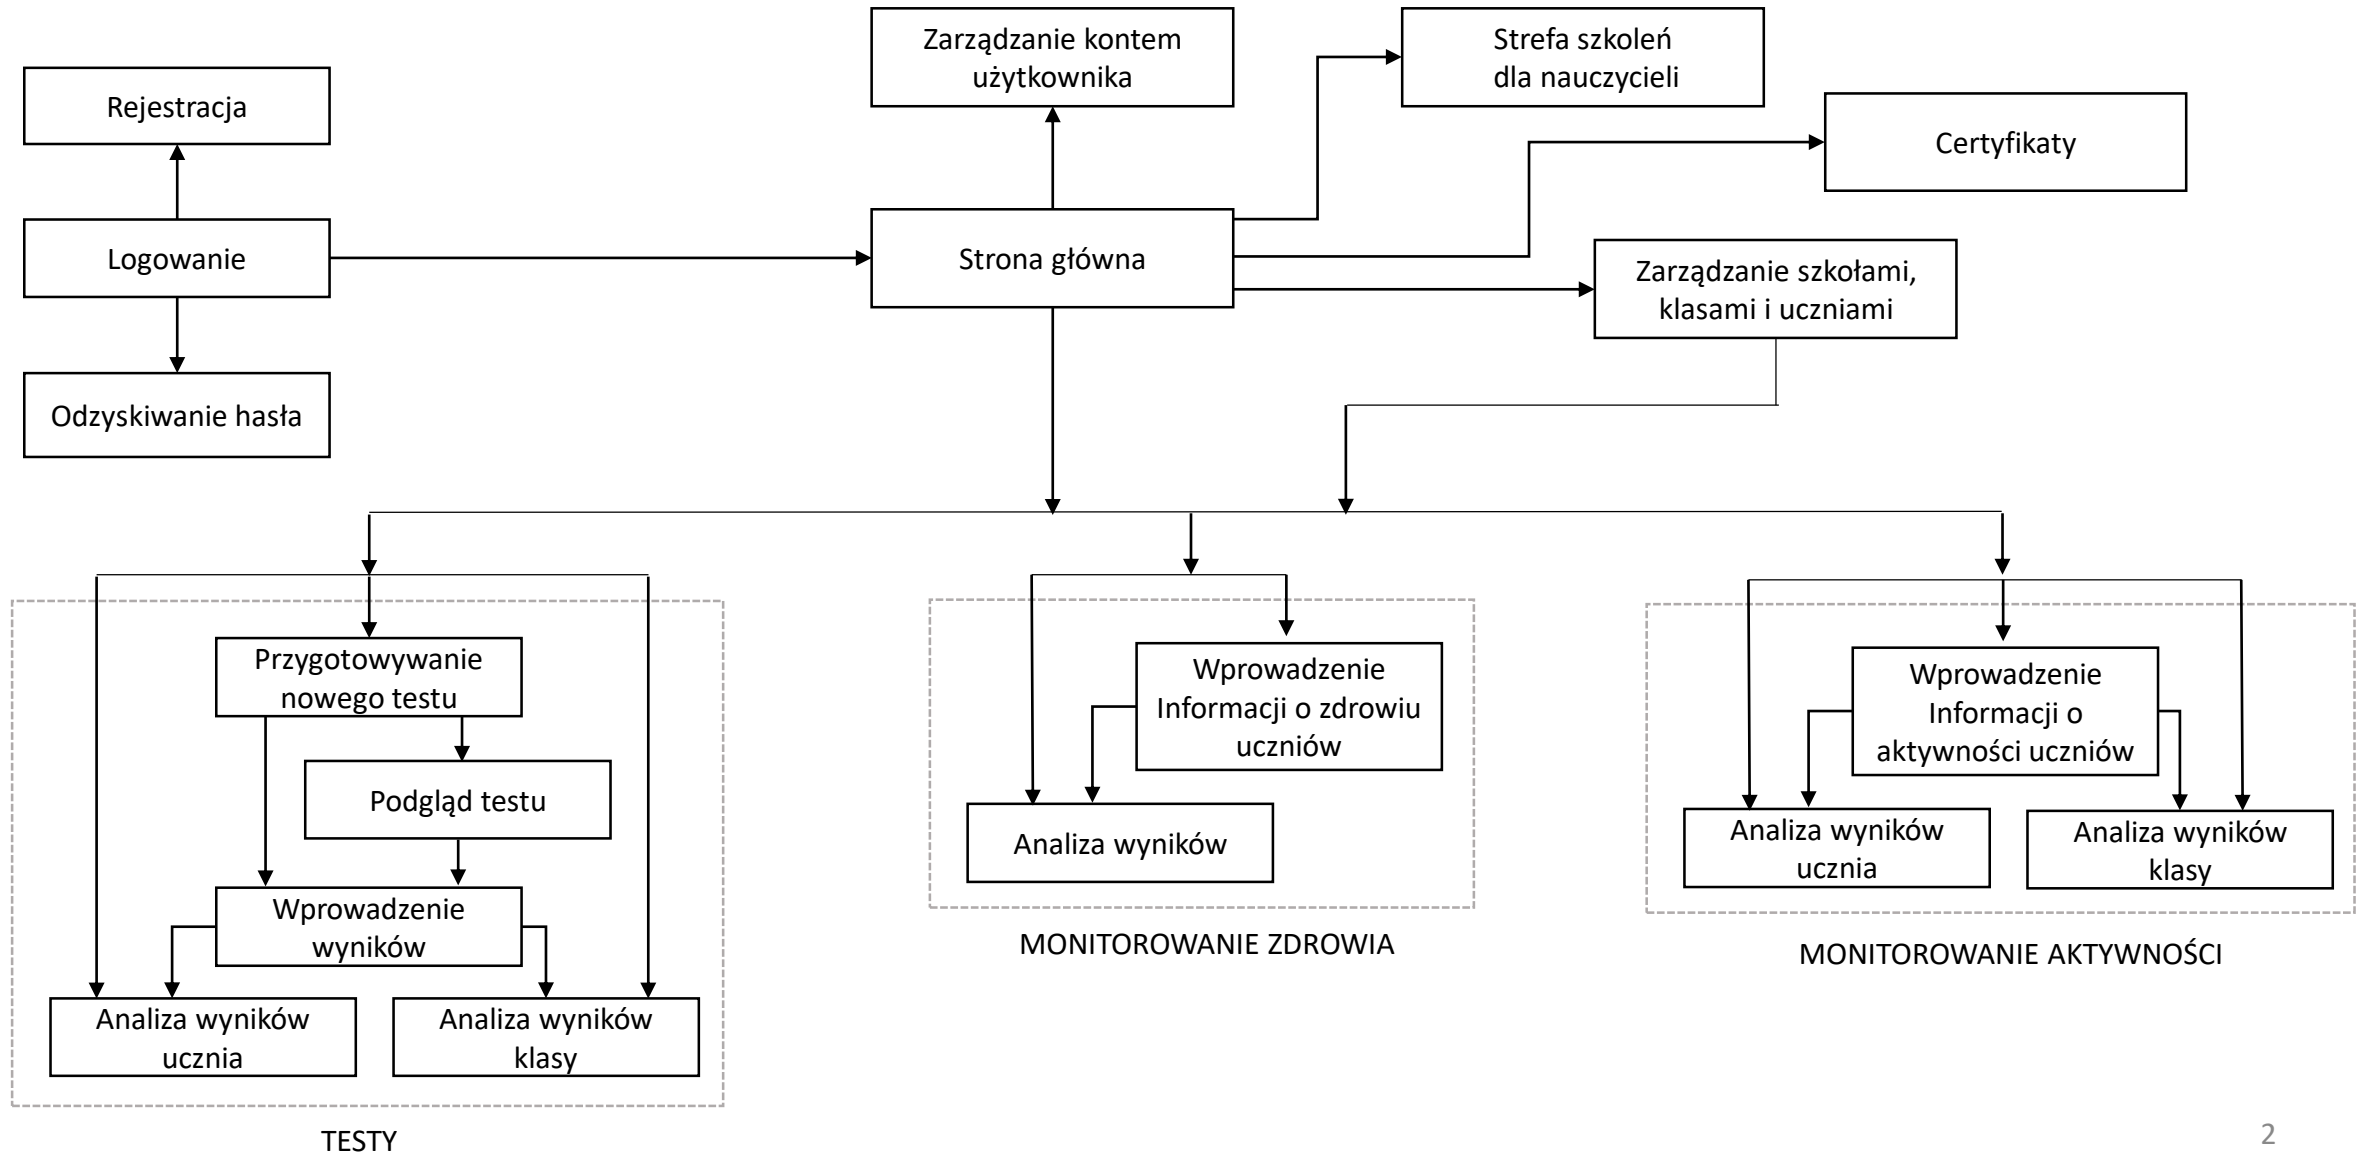 Zarządzanie kontem
użytkownika
Strefa szkoleń
dla nauczycieli
Rejestracja
Certyfikaty
Logowanie
Strona główna
Zarządzanie szkołami,
klasami i uczniami
Odzyskiwanie hasła
Przygotowywanie
nowego testu
Podgląd testu
Wprowadzenie
wyników
Analiza wyników
ucznia
Analiza wyników
klasy
TESTY
Wprowadzenie
Informacji o zdrowiu
uczniów
Analiza wyników
MONITOROWANIE ZDROWIA
Wprowadzenie
Informacji o
aktywności uczniów
Analiza wyników
ucznia
Analiza wyników
klasy
MONITOROWANIE AKTYWNOŚCI
2